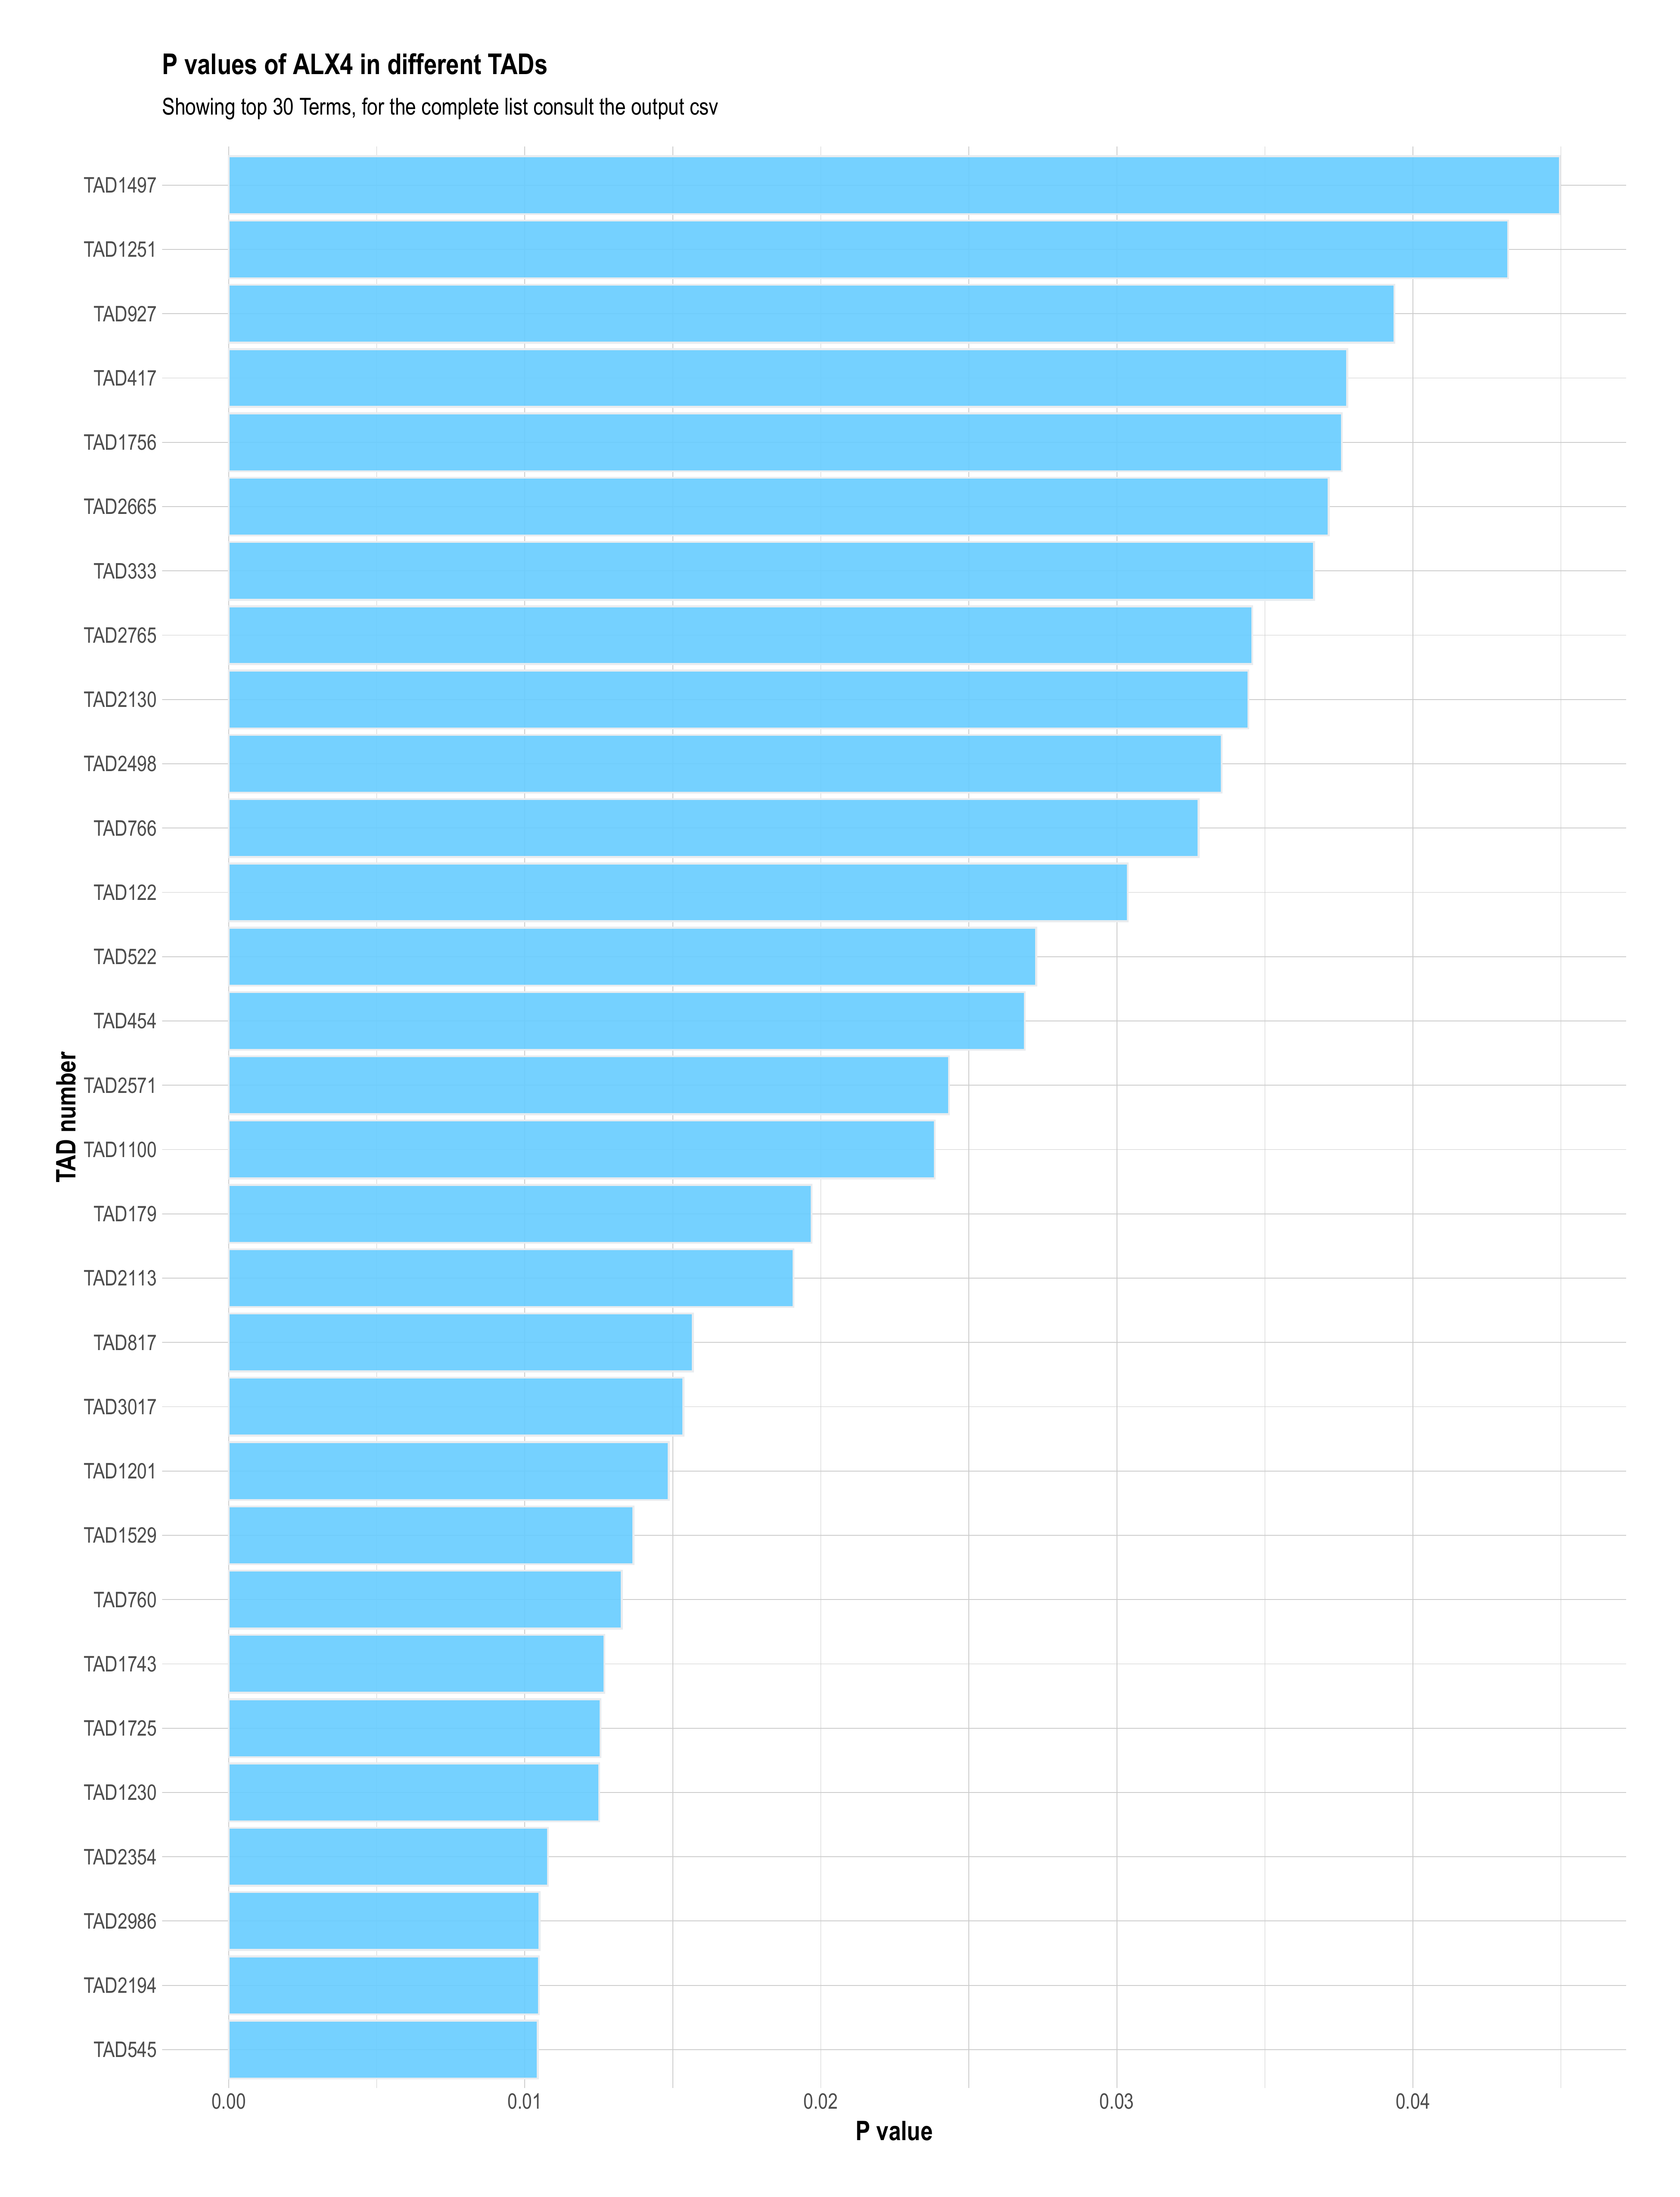 P values of ALX4 in different TADs
Showing top 30 Terms, for the complete list consult the output csv
TAD number
TAD1497
TAD1251
TAD927
TAD417
TAD1756
TAD2665
TAD333
TAD2765
TAD2130
TAD2498
TAD766
TAD122
TAD522
TAD454
TAD2571
TAD1100
TAD179
TAD2113
TAD817
TAD3017
TAD1201
TAD1529
TAD760
TAD1743
TAD1725
TAD1230
TAD2354
TAD2986
TAD2194
TAD545
0.00 0.01 0.02 0.03 0.04
P value